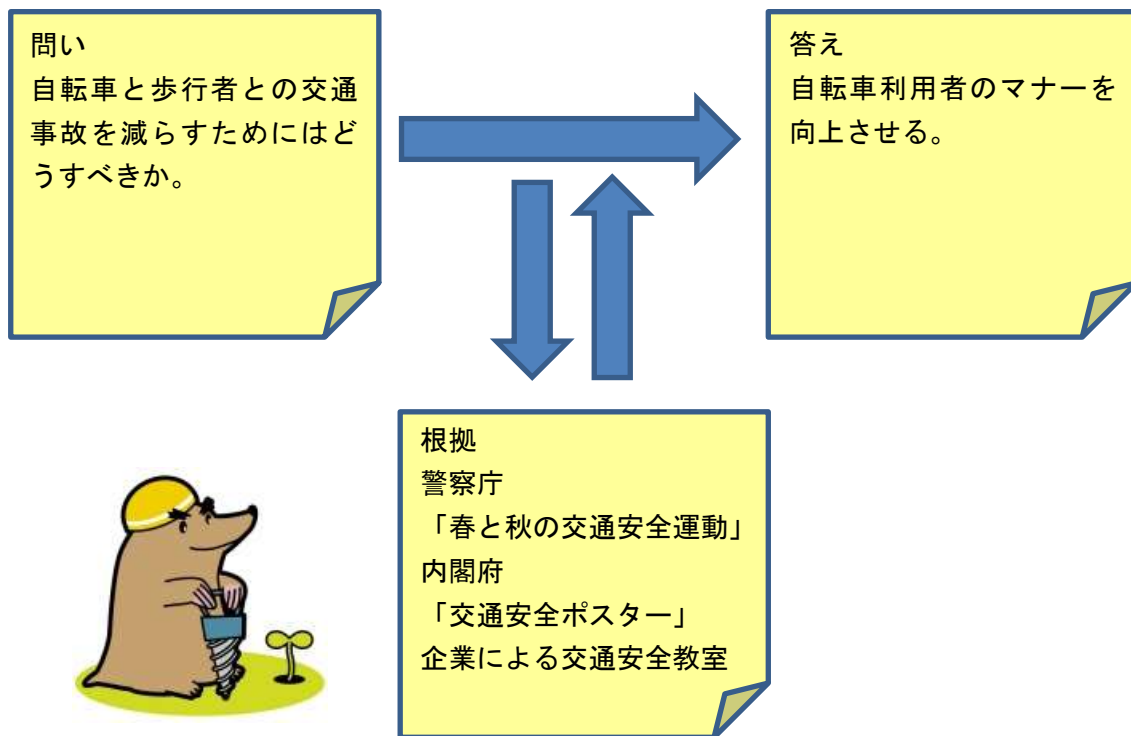 問い
自転車と歩行者との交通
事故を減らすためにはど
うすべきか。
答え
自転車利用者のマナーを
向上させる。
根拠
警察庁
「春と秋の交通安全運動」
内閣府
「交通安全ポスター」
企業による交通安全教室